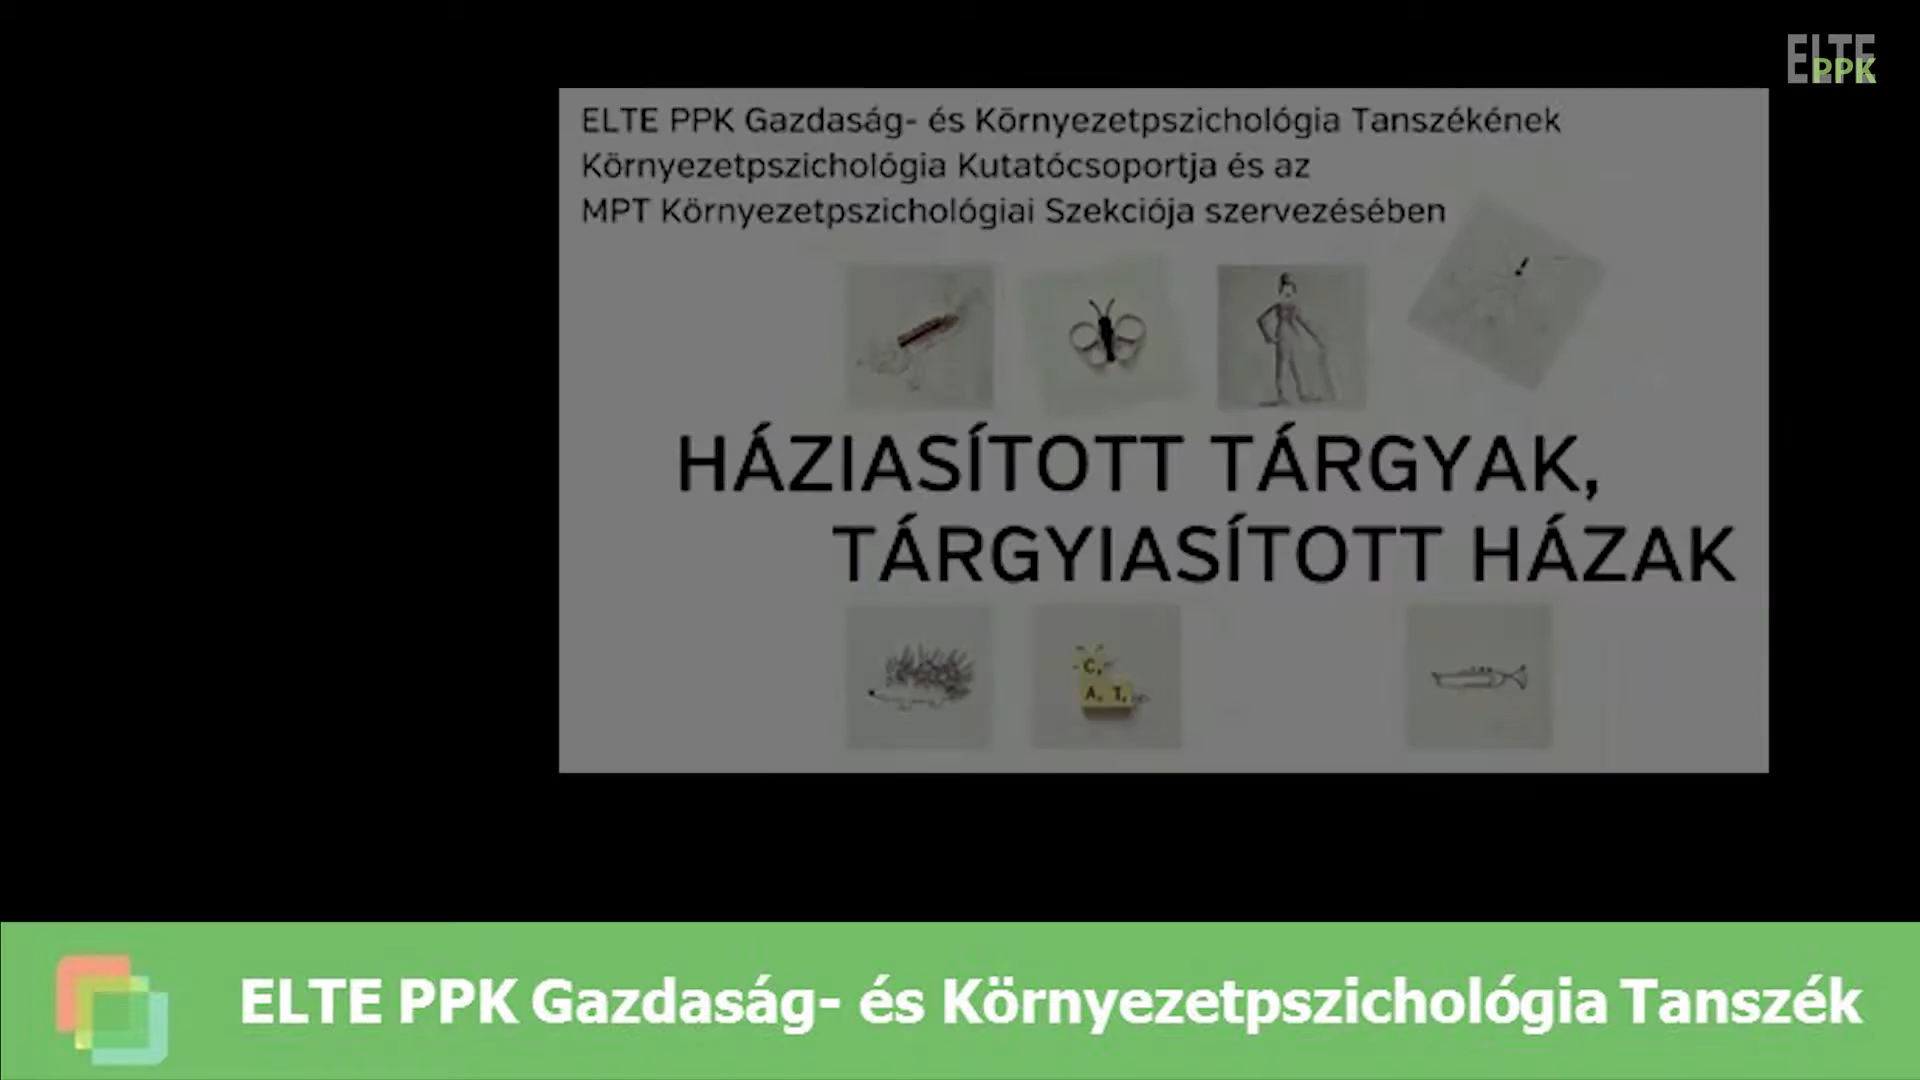 ELTE
PPK
ELTE PPK Gazdaság- és Környezetpszichológia Tanszékének
Környezetpszichológia Kutatócsoportja és az
MPT Környezetpszichológiai Szekciója szervezésében
HÁZIASÍTOTT TÁRGYAK,
TÁRGYIASÍTOTT HÁZAK
C,
A, T,
ELTE PPK Gazdaság- és Környezetpszichológia Tanszék